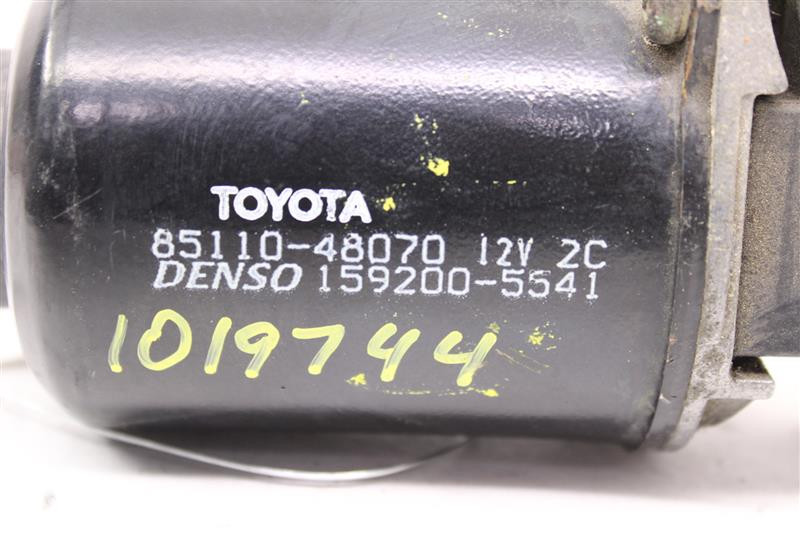 TOYOTA
85110-48070 12V 2C
DENSO 159200-5541
1019744